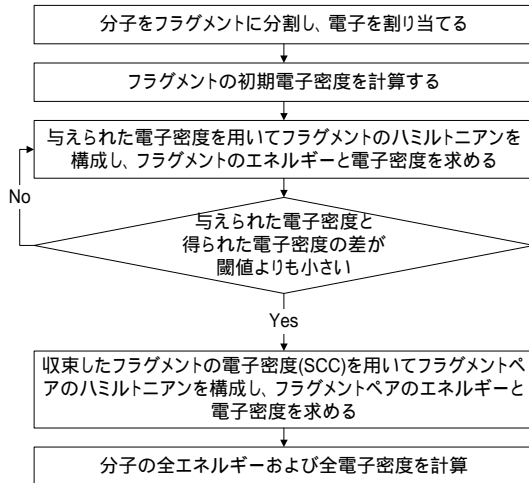 分子をフラグメントに分割し、電子を割り当てる
フラグメントの初期電子密度を計算する
与えられた電子密度を用いてフラグメントのハミルトニアンを
構成し、フラグメントのエネルギーと電子密度を求める
No
与えられた電子密度と
得られた電子密度の差が
閾値よりも小さい
Yes
収束したフラグメントの電子密度(SCC)を用いてフラグメントペ
アのハミルトニアンを構成し、フラグメントペアのエネルギーと
電子密度を求める
分子の全エネルギーおよび全電子密度を計算